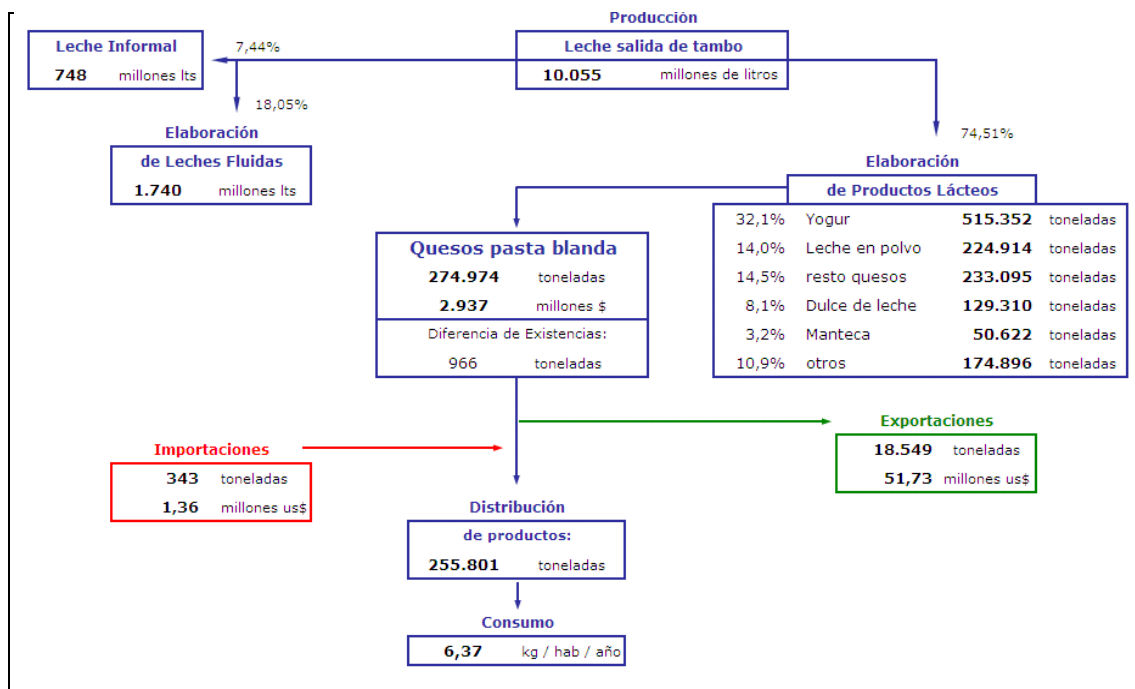 Producción
Leche Informal
7,44%
Leche salida de tambo
748 millones lts
10.055 millones de litros
18,05%
Elaboración
74,51%
de Leches Fluidas
Elaboración
1.740 millones lts
de Productos Lácteos
32,1% Yogur 515.352 toneladas
Quesos pasta blanda
14,0% Leche en polvo 224.914 toneladas
274.974 toneladas
14,5% resto quesos 233.095 toneladas
2.937 millones $
8,1% Dulce de leche 129.310 toneladas
Diferencia de Existencias:
3,2% Manteca 50.622 toneladas
966 toneladas
10,9% otros 174.896 toneladas
Exportaciones
Importaciones
18.549 toneladas
343 toneladas
51,73 millones us$
1,36 millones us$
Distribución
de productos:
255.801 toneladas
Consumo
6,37 kg / hab / año